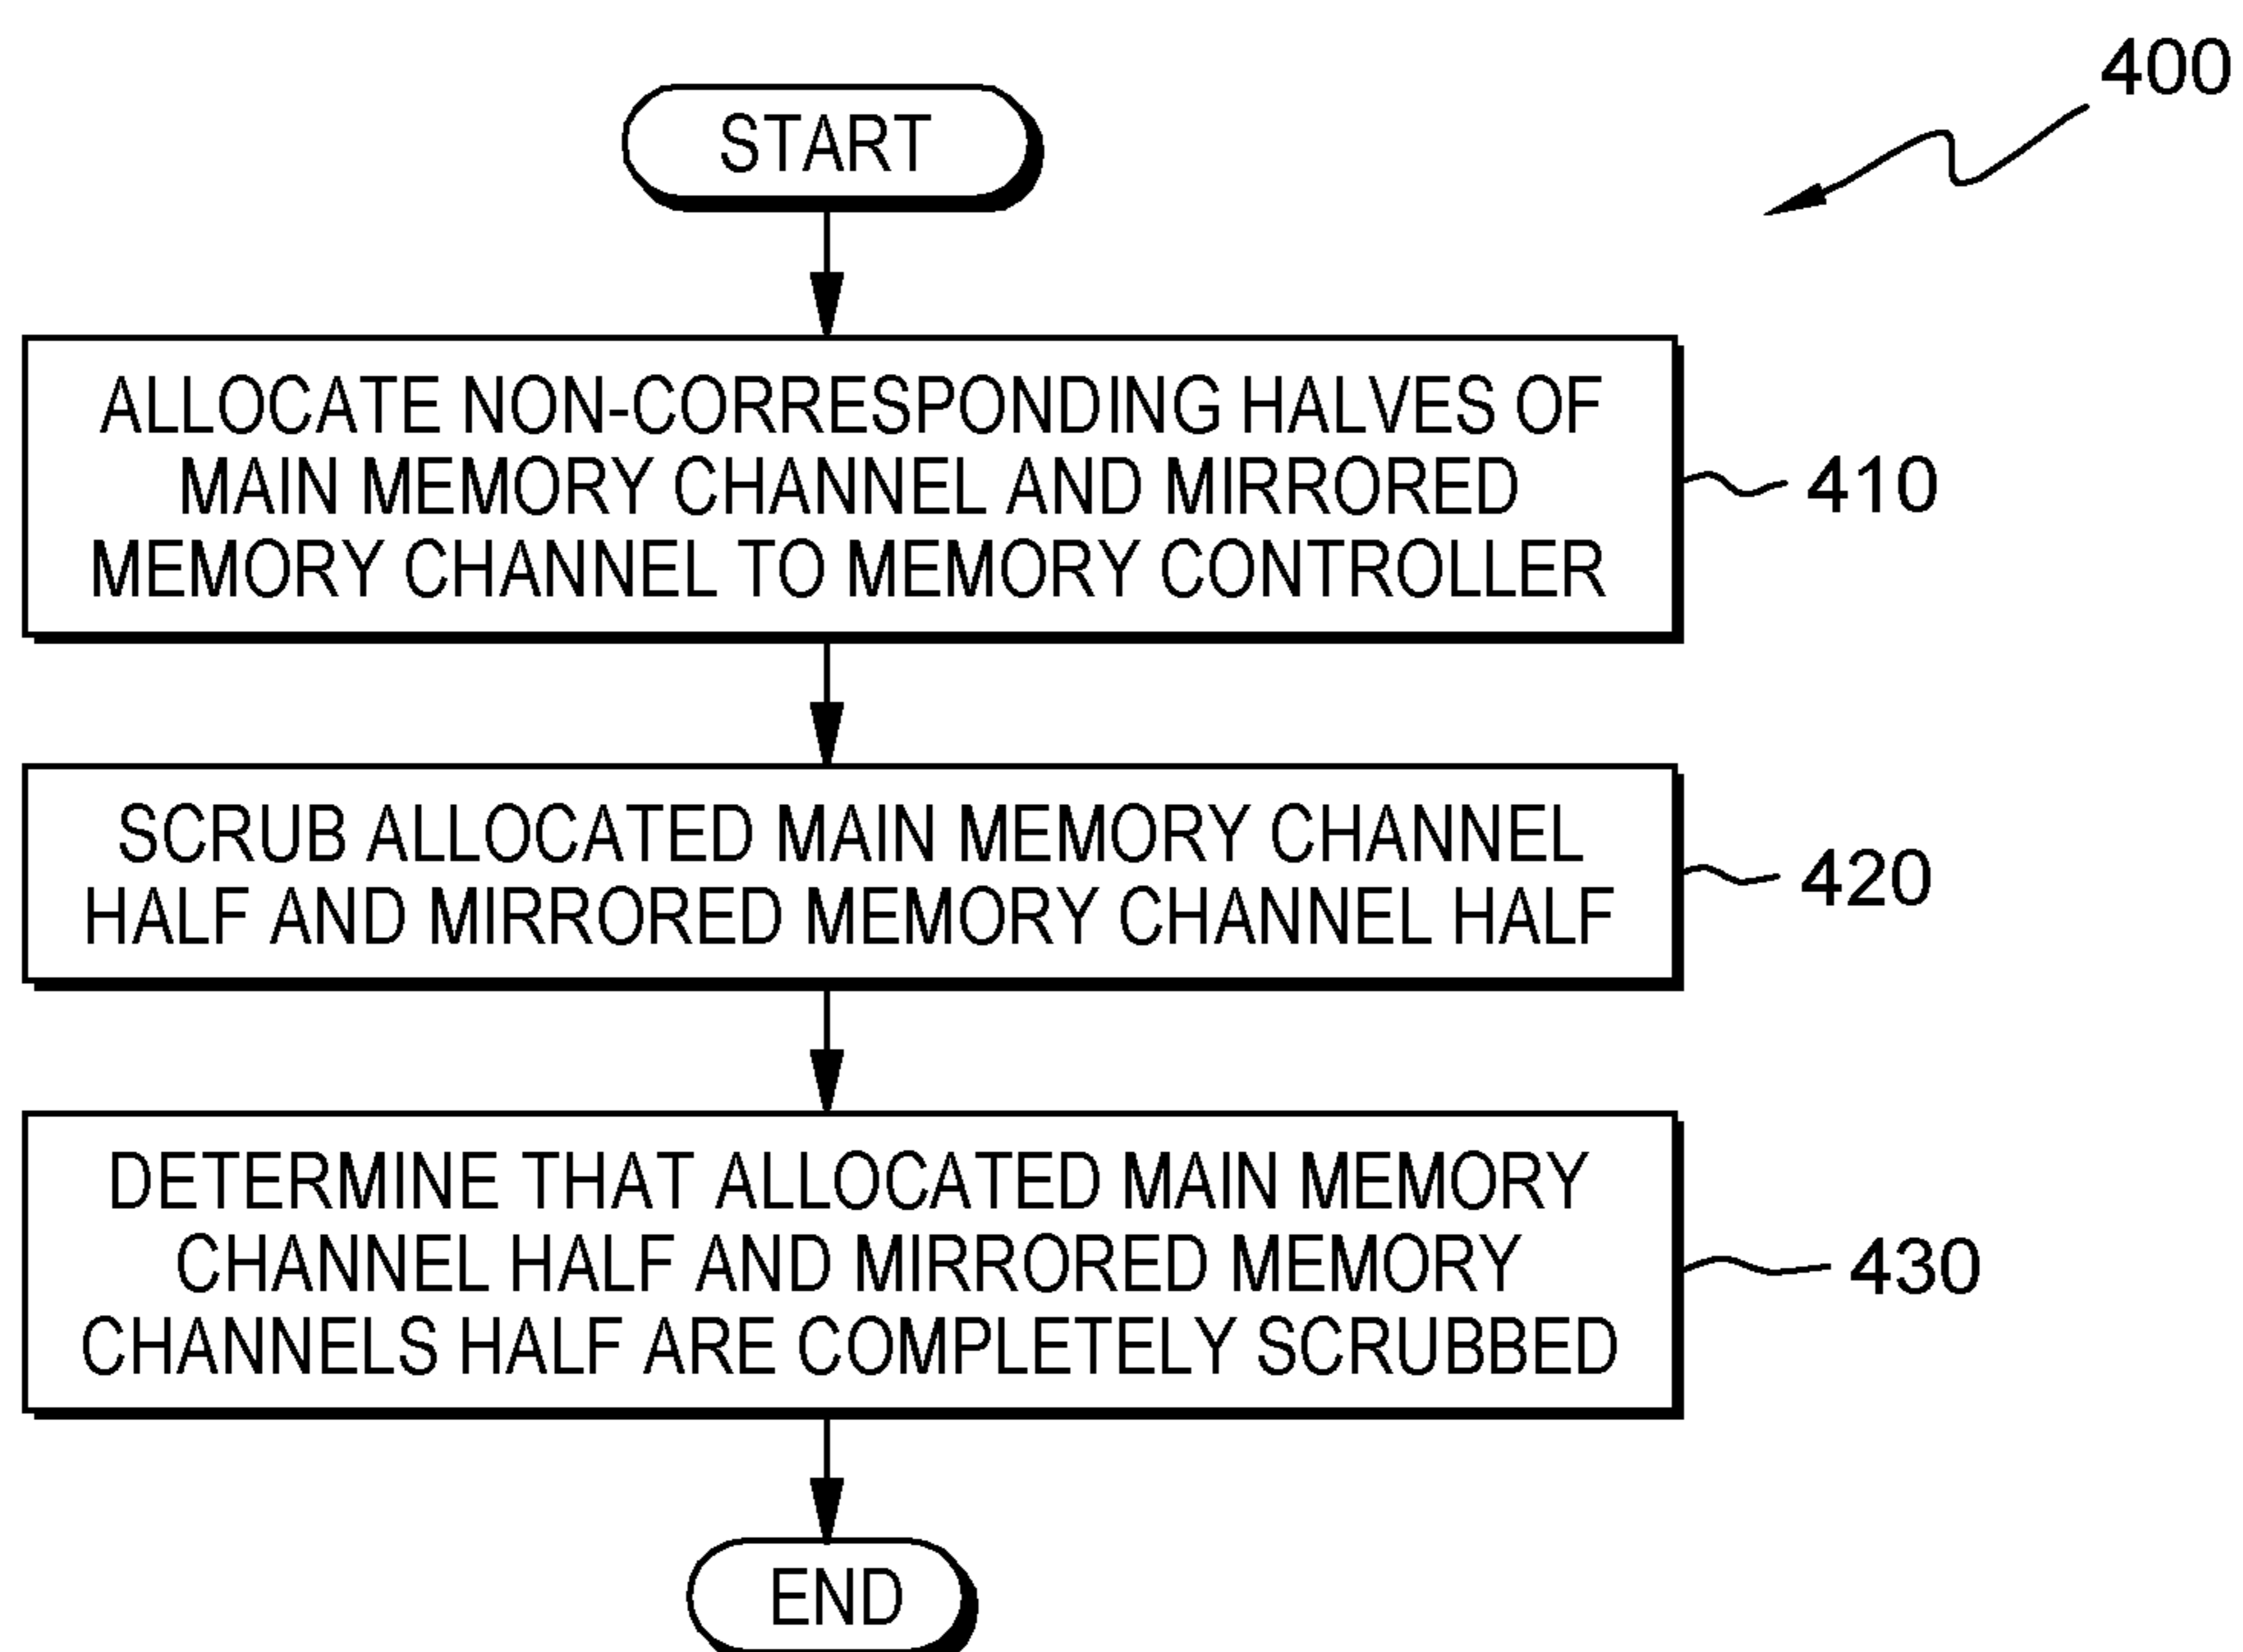 400
START
ALLOCATE NON-CORRESPONDING HALVES OF
MAIN MEMORY CHANNEL AND MIRRORED
MEMORY CHANNEL TO MEMORY CONTROLLER
410
SCRUB ALLOCATED MAIN MEMORY CHANNEL
HALF AND MIRRORED MEMORY CHANNEL HALF
420
DETERMINE THAT ALLOCATED MAIN MEMORY
CHANNEL HALF AND MIRRORED MEMORY
CHANNELS HALF ARE COMPLETELY SCRUBBED
430
END